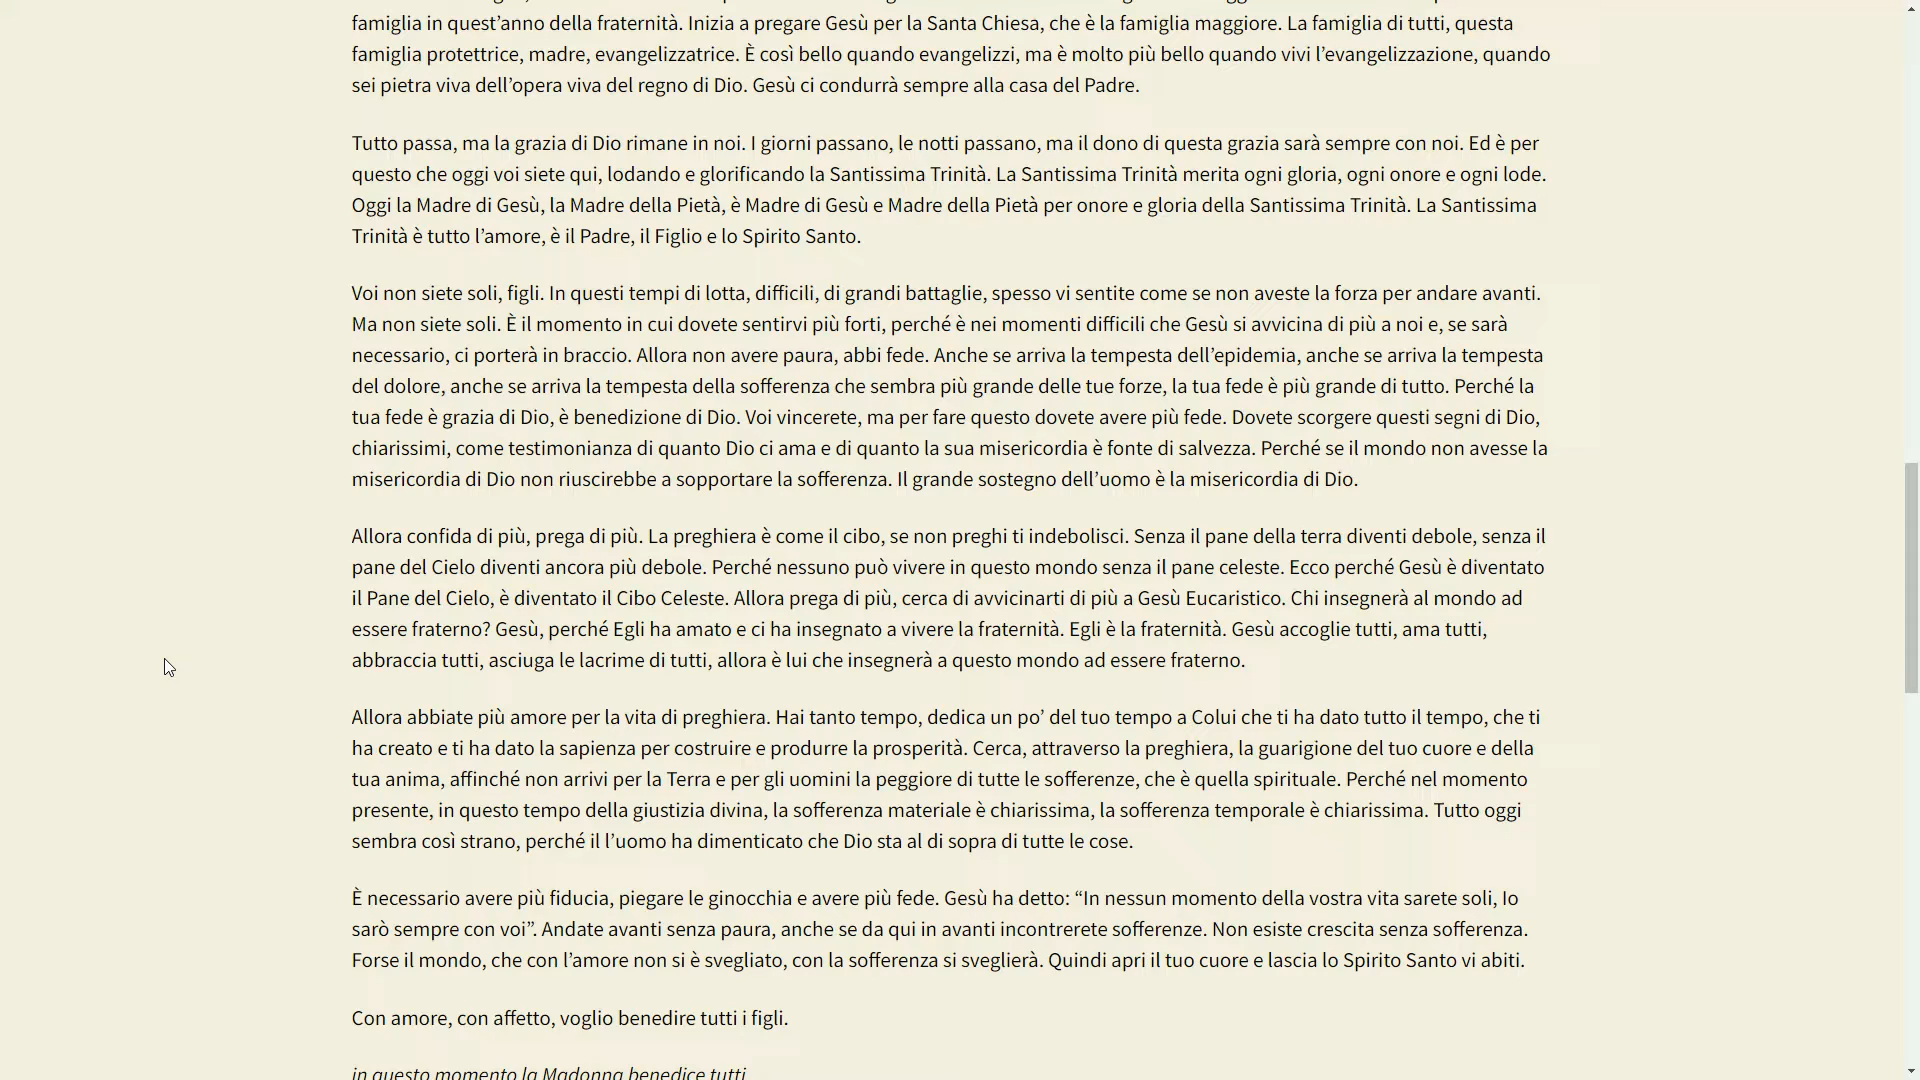 famiglia in quest’anno della fraternità. Inizia a pregare Gesù per la Santa Chiesa, che è la famiglia maggiore. La famiglia di tutti, questa
famiglia protettrice, madre, evangelizzatrice. È così bello quando evangelizzi, ma è molto più bello quando vivi l’evangelizzazione, quando
sei pietra viva dell’opera viva del regno di Dio. Gesù ci condurrà sempre alla casa del Padre.
Tutto passa, ma la grazia di Dio rimane in noi. I giorni passano, le notti passano, ma il dono di questa grazia sarà sempre con noi. Ed è per
questo che oggi voi siete qui, lodando e glorificando la Santissima Trinità. La Santissima Trinità merita ogni gloria, ogni onore e ogni lode.
Oggi la Madre di Gesù, la Madre della Pietà, è Madre di Gesù e Madre della Pietà per onore e gloria della Santissima Trinità. La Santissima
Trinità è tutto l’amore, è il Padre, il Figlio e lo Spirito Santo.
Voi non siete soli, figli. In questi tempi di lotta, difficili, di grandi battaglie, spesso vi sentite come se non aveste la forza per andare avanti.
Ma non siete soli. È il momento in cui dovete sentirvi più forti, perché è nei momenti difficili che Gesù si avvicina di più a noi e, se sarà
necessario, ci porterà in braccio. Allora non avere paura, abbi fede. Anche se arriva la tempesta dell’epidemia, anche se arriva la tempesta
del dolore, anche se arriva la tempesta della sofferenza che sembra più grande delle tue forze, la tua fede è più grande di tutto. Perché la
tua fede è grazia di Dio, è benedizione di Dio. Voi vincerete, ma per fare questo dovete avere più fede. Dovete scorgere questi segni di Dio,
chiarissimi, come testimonianza di quanto Dio ci ama e di quanto la sua misericordia è fonte di salvezza. Perché se il mondo non avesse la
misericordia di Dio non riuscirebbe a sopportare la sofferenza. Il grande sostegno dell’uomo è la misericordia di Dio.
Allora confida di più, prega di più. La preghiera è come il cibo, se non preghi ti indebolisci. Senza il pane della terra diventi debole, senza il
pane del Cielo diventi ancora più debole. Perché nessuno può vivere in questo mondo senza il pane celeste. Ecco perché Gesù è diventato
il Pane del Cielo, è diventato il Cibo Celeste. Allora prega di più, cerca di avvicinarti di più a Gesù Eucaristico. Chi insegnerà al mondo ad
essere fraterno? Gesù, perché Egli ha amato e ci ha insegnato a vivere la fraternità. Egli è la fraternità. Gesù accoglie tutti, ama tutti,
abbraccia tutti, asciuga le lacrime di tutti, allora è lui che insegnerà a questo mondo ad essere fraterno.
Allora abbiate più amore per la vita di preghiera. Hai tanto tempo, dedica un po’ del tuo tempo a Colui che ti ha dato tutto il tempo, che ti
ha creato e ti ha dato la sapienza per costruire e produrre la prosperità. Cerca, attraverso la preghiera, la guarigione del tuo cuore e della
tua anima, affinché non arrivi per la Terra e per gli uomini la peggiore di tutte le sofferenze, che è quella spirituale. Perché nel momento
presente, in questo tempo della giustizia divina, la sofferenza materiale è chiarissima, la sofferenza temporale è chiarissima. Tutto oggi
sembra così strano, perché il l’uomo ha dimenticato che Dio sta al di sopra di tutte le cose.
È necessario avere più fiducia, piegare le ginocchia e avere più fede. Gesù ha detto: “In nessun momento della vostra vita sarete soli, Io
sarò sempre con voi”. Andate avanti senza paura, anche se da qui in avanti incontrerete sofferenze. Non esiste crescita senza sofferenza.
Forse il mondo, che con l’amore non si è svegliato, con la sofferenza si sveglierà. Quindi apri il tuo cuore e lascia lo Spirito Santo vi abiti.
Con amore, con affetto, voglio benedire tutti i figli.
in questo momento la Madonna benedice tutti